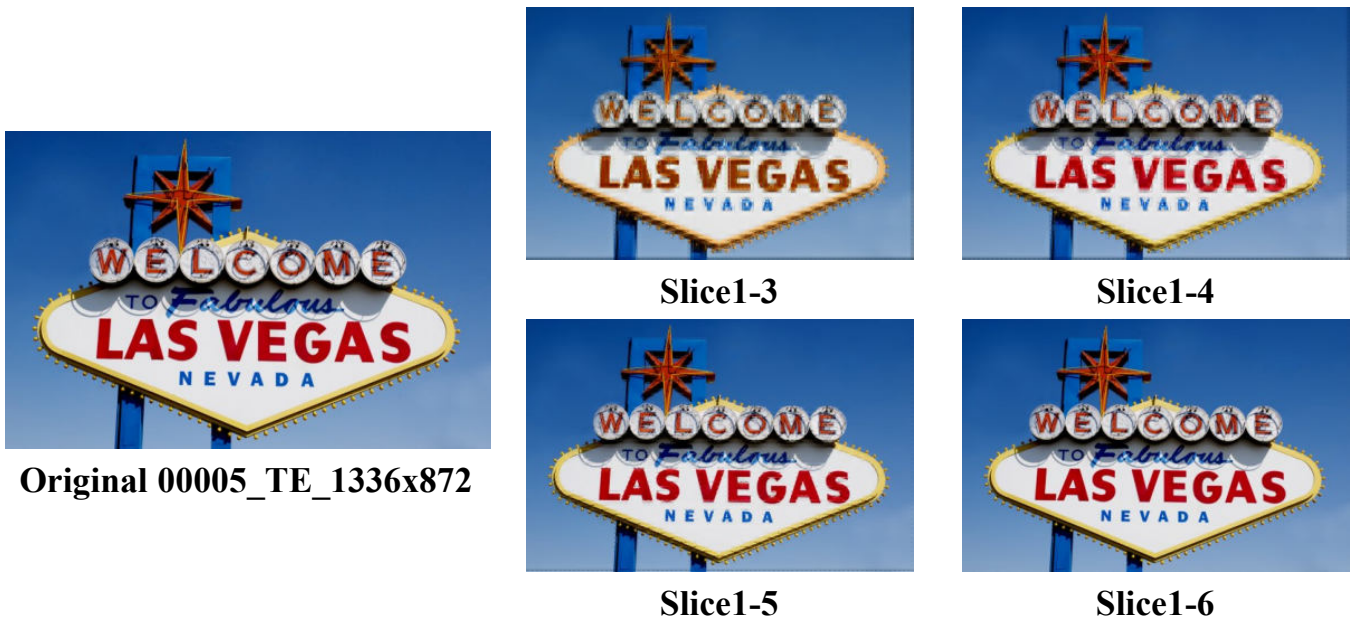 WELCOME
TO Fabulous
LAS VEGAS
NEVADA
Original 00005_TE_1336x872
WELCOME
TO Fabulous
LAS VEGAS
NEVADA
Slice1-3
WELCOME
TO Fabulous
LAS VEGAS
NEVADA
Slice1-4
WELCOME
TO Fabulous
LAS VEGAS
NEVADA
Slice1-5
WELCOME
TO Fabulous
LAS VEGAS
NEVADA
Slice1-6